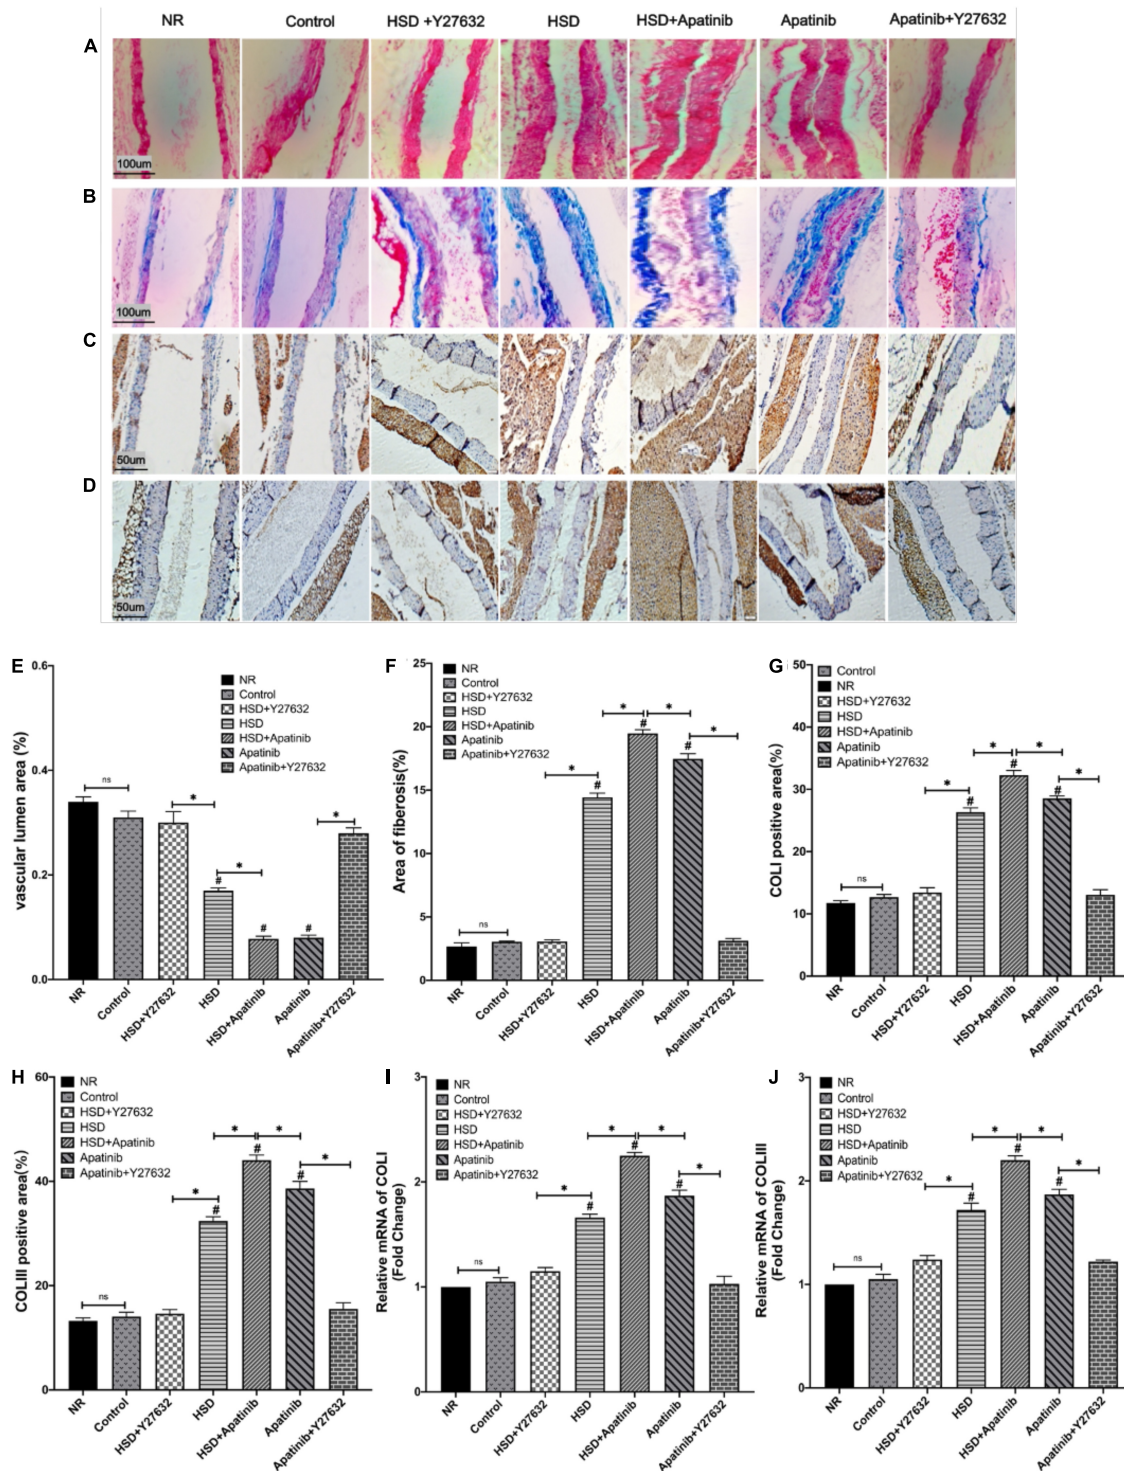 NR Control HSD +Y27632 HSD HSD+Apatinib Apatinib Apatinib+Y27632
A
100um
B
100um
C
50um
D
50um
E
vascular lumen area (%)
0.6
0.4
0.2
0.0
NR
Control
HSD+Y27632
HSD
HSD+Apatinib
Apatinib
Apatinib+Y27632
ns
*
#
*
#
#
*
NR
Control
HSD+Y27632
HSD
HSD+Apatinib
Apatinib
Apatinib+Y27632
F
Area of fiberosis(%)
25
20
15
10
5
0
NR
Control
HSD+Y27632
HSD
HSD+Apatinib
Apatinib
Apatinib+Y27632
ns
*
#
*
#
*
#
*
NR
Control
HSD+Y27632
HSD
HSD+Apatinib
Apatinib
Apatinib+Y27632
G
COLI positive area(%)
50
40
30
20
10
0
Control
NR
HSD+Y27632
HSD
HSD+Apatinib
Apatinib
Apatinib+Y27632
ns
*
#
*
#
*
#
*
NR
Control
HSD+Y27632
HSD
HSD+Apatinib
Apatinib
Apatinib+Y27632
H
COLIII positive area(%)
60
40
20
0
NR
Control
HSD+Y27632
HSD
HSD+Apatinib
Apatinib
Apatinib+Y27632
ns
*
#
*
#
*
#
*
NR
Control
HSD+Y27632
HSD
HSD+Apatinib
Apatinib
Apatinib+Y27632
I
Relative mRNA of COLI
(Fold Change)
3
2
1
0
NR
Control
HSD+Y27632
HSD
HSD+Apatinib
Apatinib
Apatinib+Y27632
ns
*
#
*
#
*
#
*
NR
Control
HSD+Y27632
HSD
HSD+Apatinib
Apatinib
Apatinib+Y27632
J
Relative mRNA of COLIII
(Fold Change)
3
2
1
0
NR
Control
HSD+Y27632
HSD
HSD+Apatinib
Apatinib
Apatinib+Y27632
ns
*
#
*
#
*
#
*
NR
Control
HSD+Y27632
HSD
HSD+Apatinib
Apatinib
Apatinib+Y27632